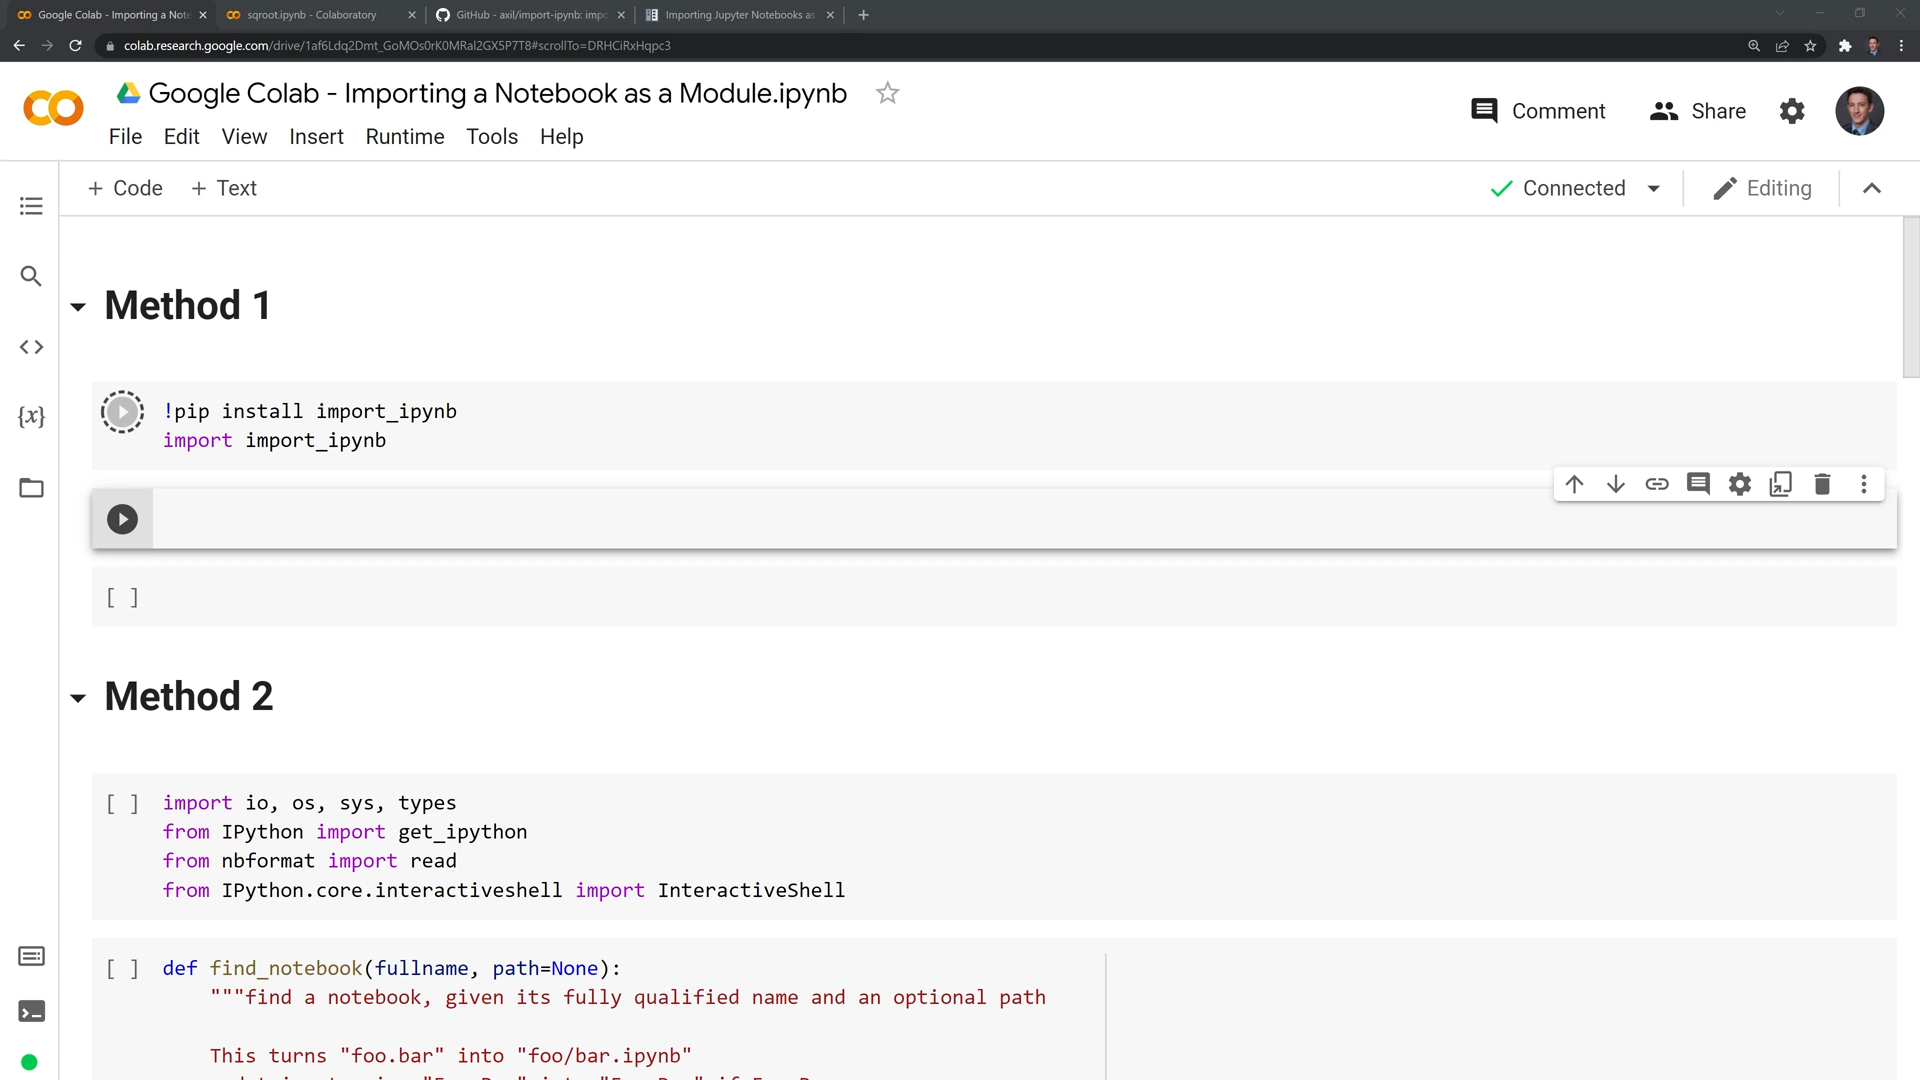 Google Colab - Importing a Note
sqroot.ipynb - Colaboratory
GitHub - axil/import-ipynb: impo
Importing Jupyter Notebooks as
colab.research.google.com/drive/1af6Ldq2Dmt_GoMOs0rK0MRal2GX5P7T8#scrollTo=DRHCiRxHqpc3
Google Colab - Importing a Notebook as a Module.ipynb
Comment
Share
File Edit View Insert Runtime Tools Help
+ Code + Text
Connected
Editing
{x}
Method 1
!pip install import_ipynb
import import_ipynb
[ ]
Method 2
[ ] import io, os, sys, types
from IPython import get_ipython
from nbformat import read
from IPython.core.interactiveshell import InteractiveShell
[ ] def find_notebook(fullname, path=None):
"""find a notebook, given its fully qualified name and an optional path
This turns "foo.bar" into "foo/bar.ipynb"